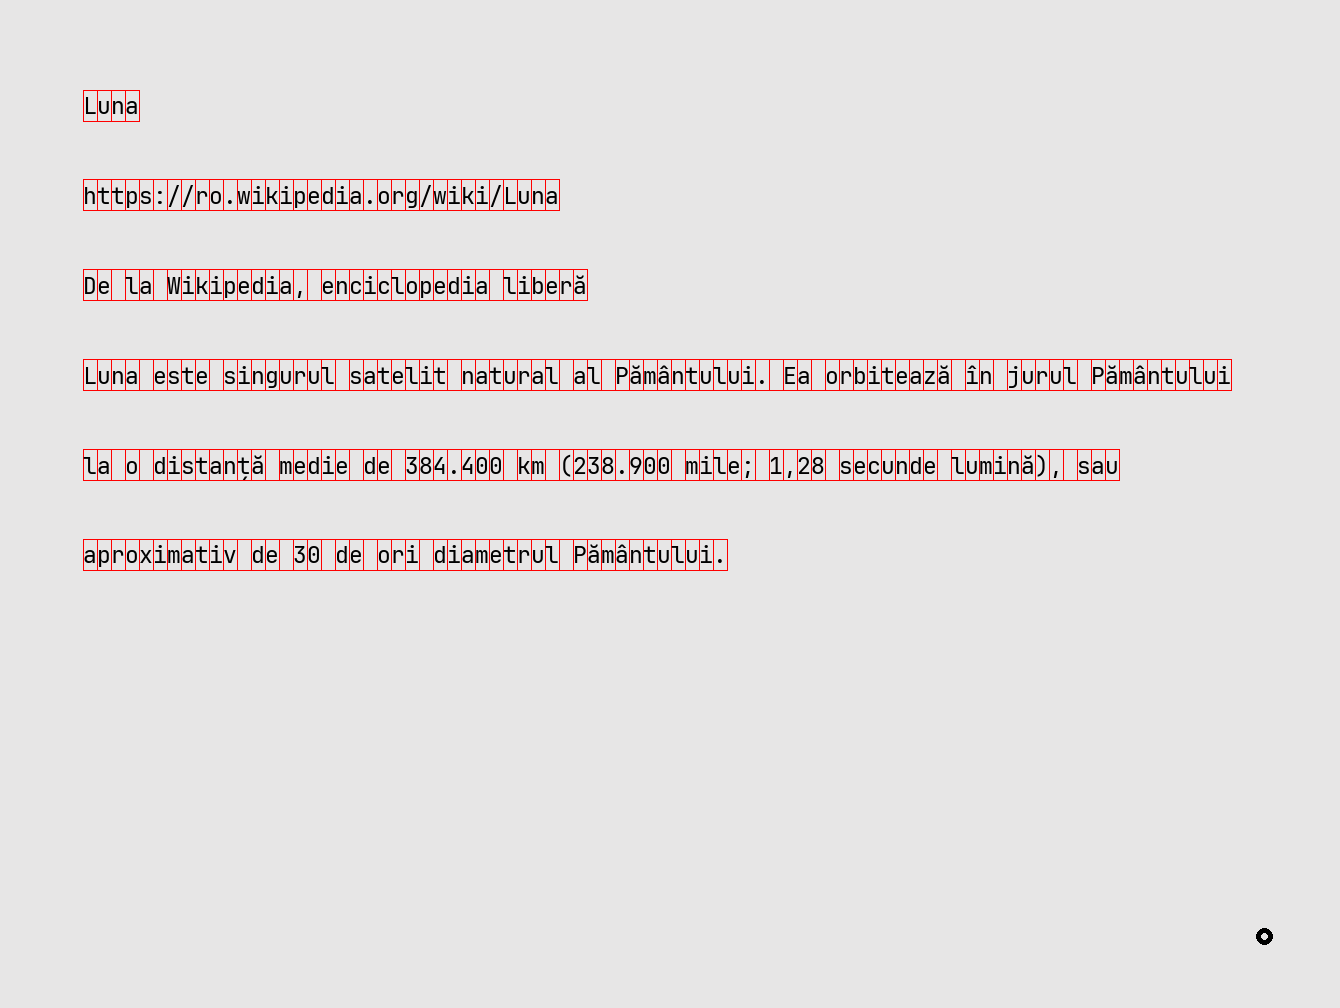 Luna
https://ro.wikipedia.org/wiki/Luna
De la Wikipedia, enciclopedia liberă
Luna este singurul satelit natural al Pământului. Ea orbitează în jurul Pământului
la o distanță medie de 384.400 km (238.900 mile; 1,28 secunde lumină), sau
aproximativ de 30 de ori diametrul Pământului.